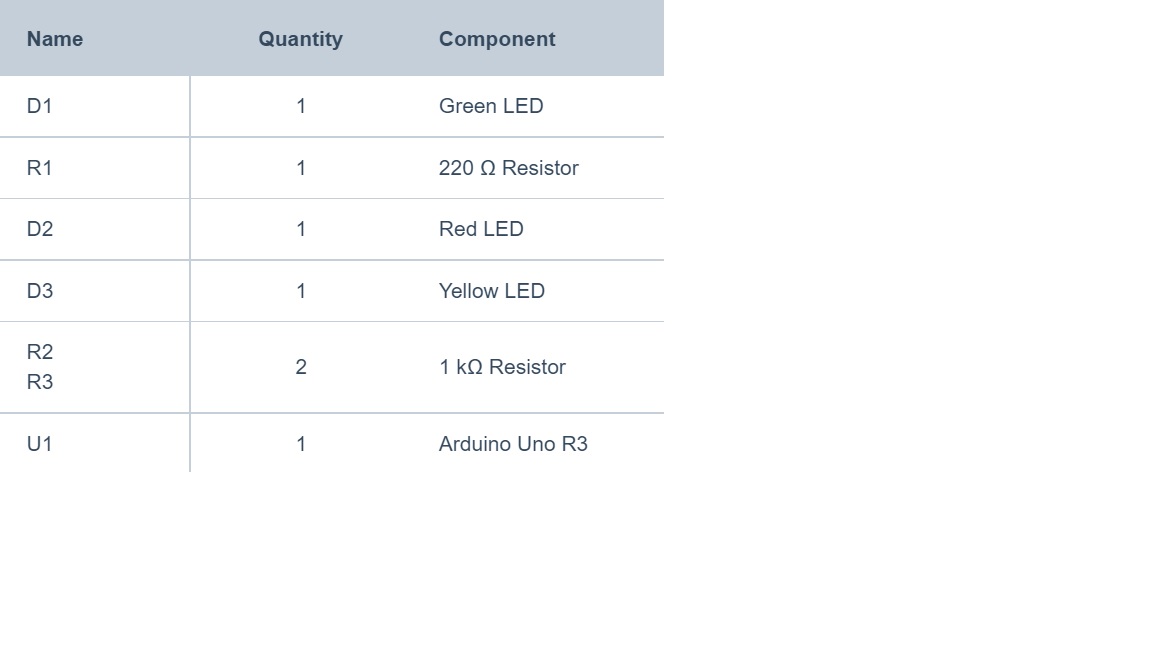 Name Quantity Component
D1 1 Green LED
R1 1 220 Ω Resistor
D2 1 Red LED
D3 1 Yellow LED
R2
R3 2 1 kΩ Resistor
U1 1 Arduino Uno R3